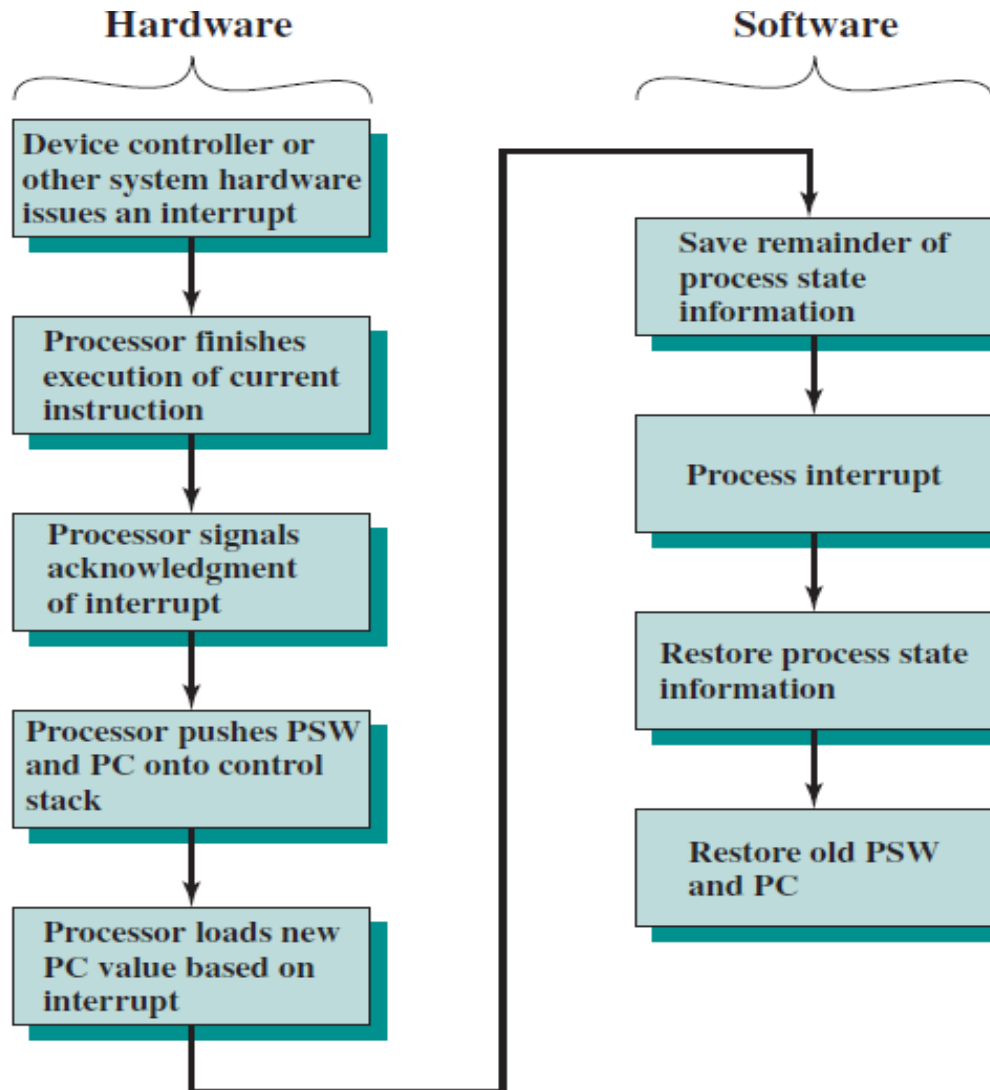 Hardware
Device controller or
other system hardware
issues an interrupt
Processor finishes
execution of current
instruction
Processor signals
acknowledgment
of interrupt
Processor pushes PSW
and PC onto control
stack
Processor loads new
PC value based on
interrupt
Software
Save remainder of
process state
information
Process interrupt
Restore process state
information
Restore old PSW
and PC